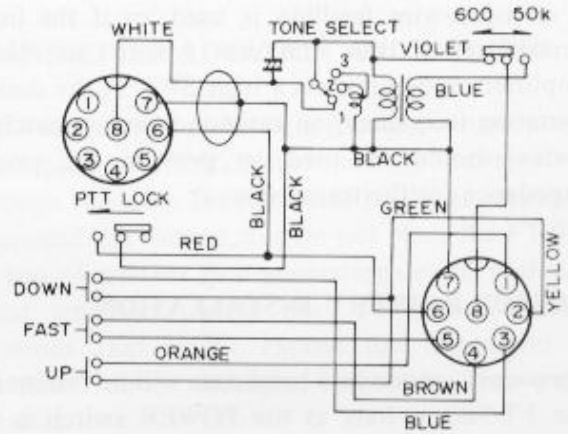 600 50k
WHITE
TONE SELECT
VIOLET
3
2
1
BLUE
1 7
2 8 6
3 5
4
BLACK
BLACK
BLACK
PTT LOCK
GREEN
RED
YELLOW
7 1
6 8 2
5 3
4
DOWN
FAST
ORANGE
UP
BROWN
BLUE